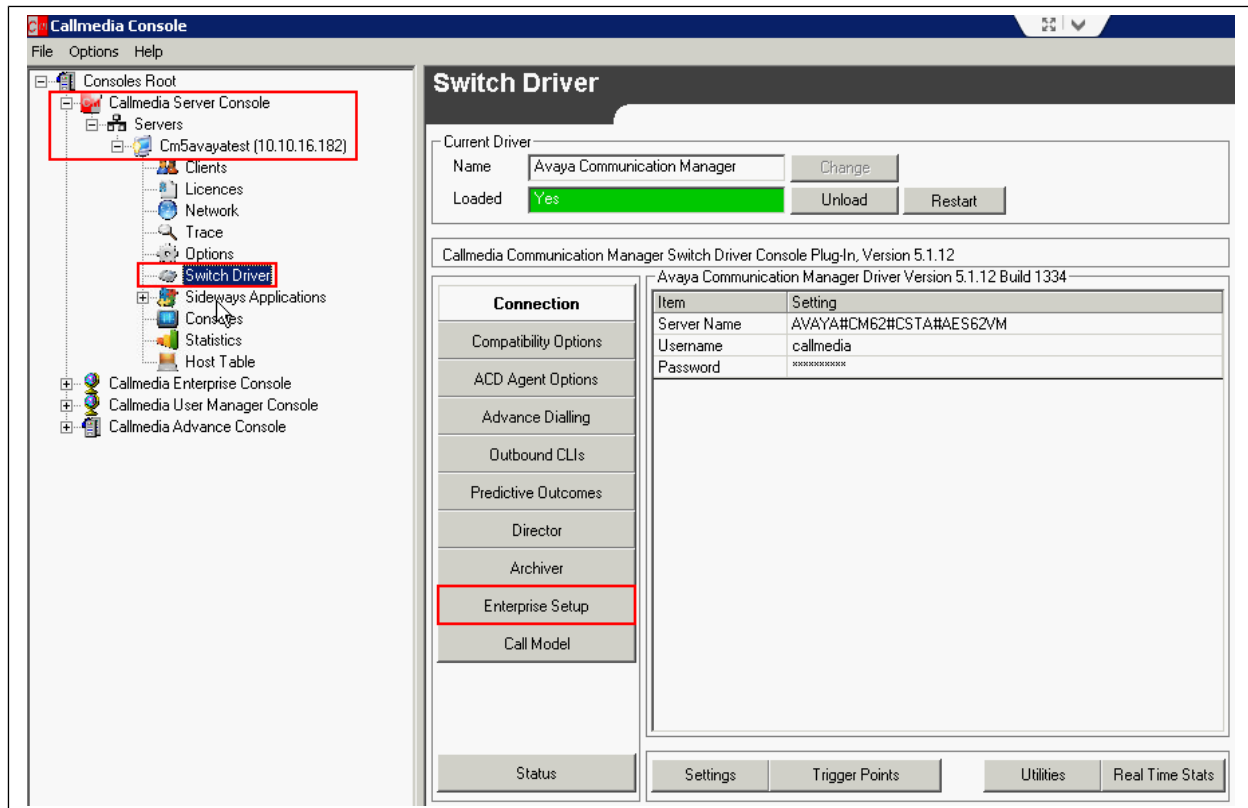 Callmedia Console
File Options Help
Consoles Root
Callmedia Server Console
Servers
Cm5avayatest (10.10.16.182)
Clients
Licences
Network
Trace
Options
Switch Driver
Sideways Applications
Consoles
Statistics
Host Table
Callmedia Enterprise Console
Callmedia User Manager Console
Callmedia Advance Console
Switch Driver
Current Driver
Name Avaya Communication Manager Change
Loaded Yes Unload Restart
Callmedia Communication Manager Switch Driver Console Plug-In, Version 5.1.12
Connection
Compatibility Options
ACD Agent Options
Advance Dialling
Outbound CLIs
Predictive Outcomes
Director
Archiver
Enterprise Setup
Call Model
Status
Avaya Communication Manager Driver Version 5.1.12 Build 1334
Item Setting
Server Name AVAYA#CM62#CSTA#AES62VM
Username callmedia
Password **********
Settings Trigger Points Utilities Real Time Stats